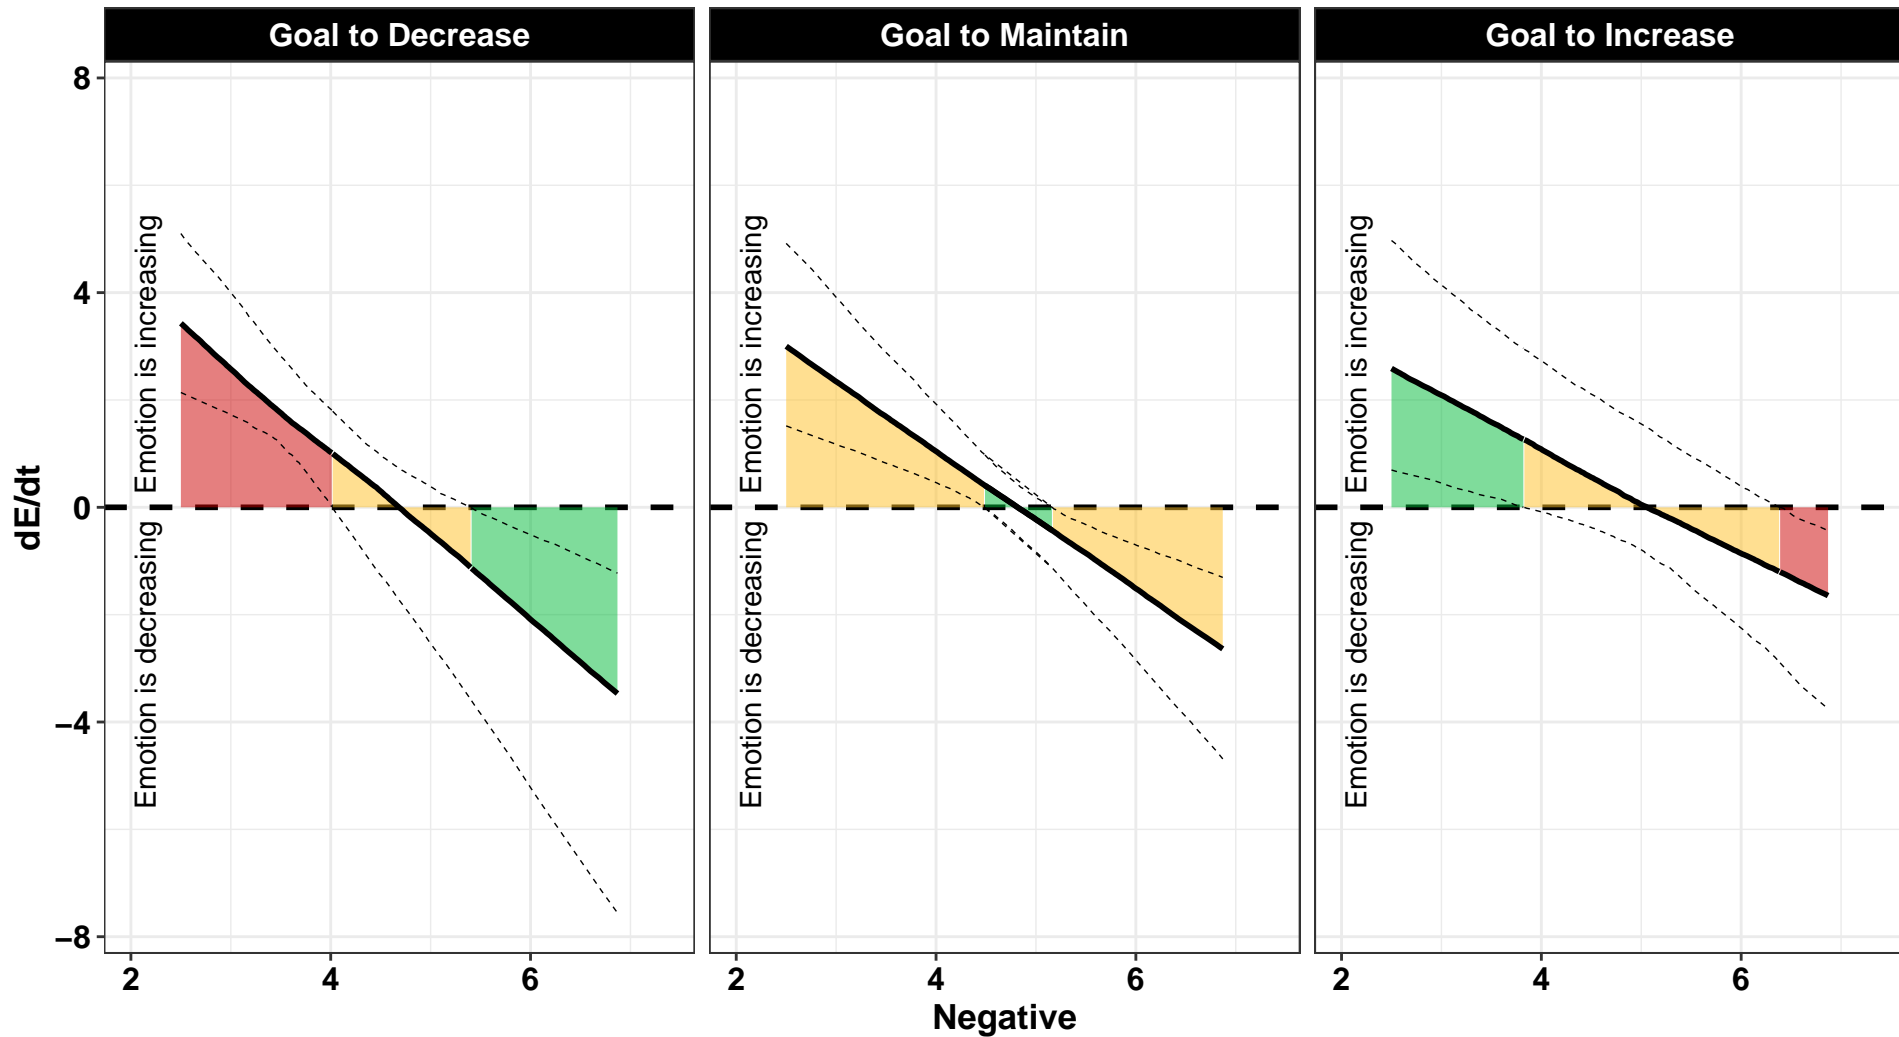 Goal to Decrease
Goal to Maintain
Goal to Increase
8
4
0
−4
−8
dE/dt
Emotion is increasing
Emotion is decreasing
Emotion is increasing
Emotion is decreasing
Emotion is increasing
Emotion is decreasing
2 4 6
2 4 6
2 4 6
Negative